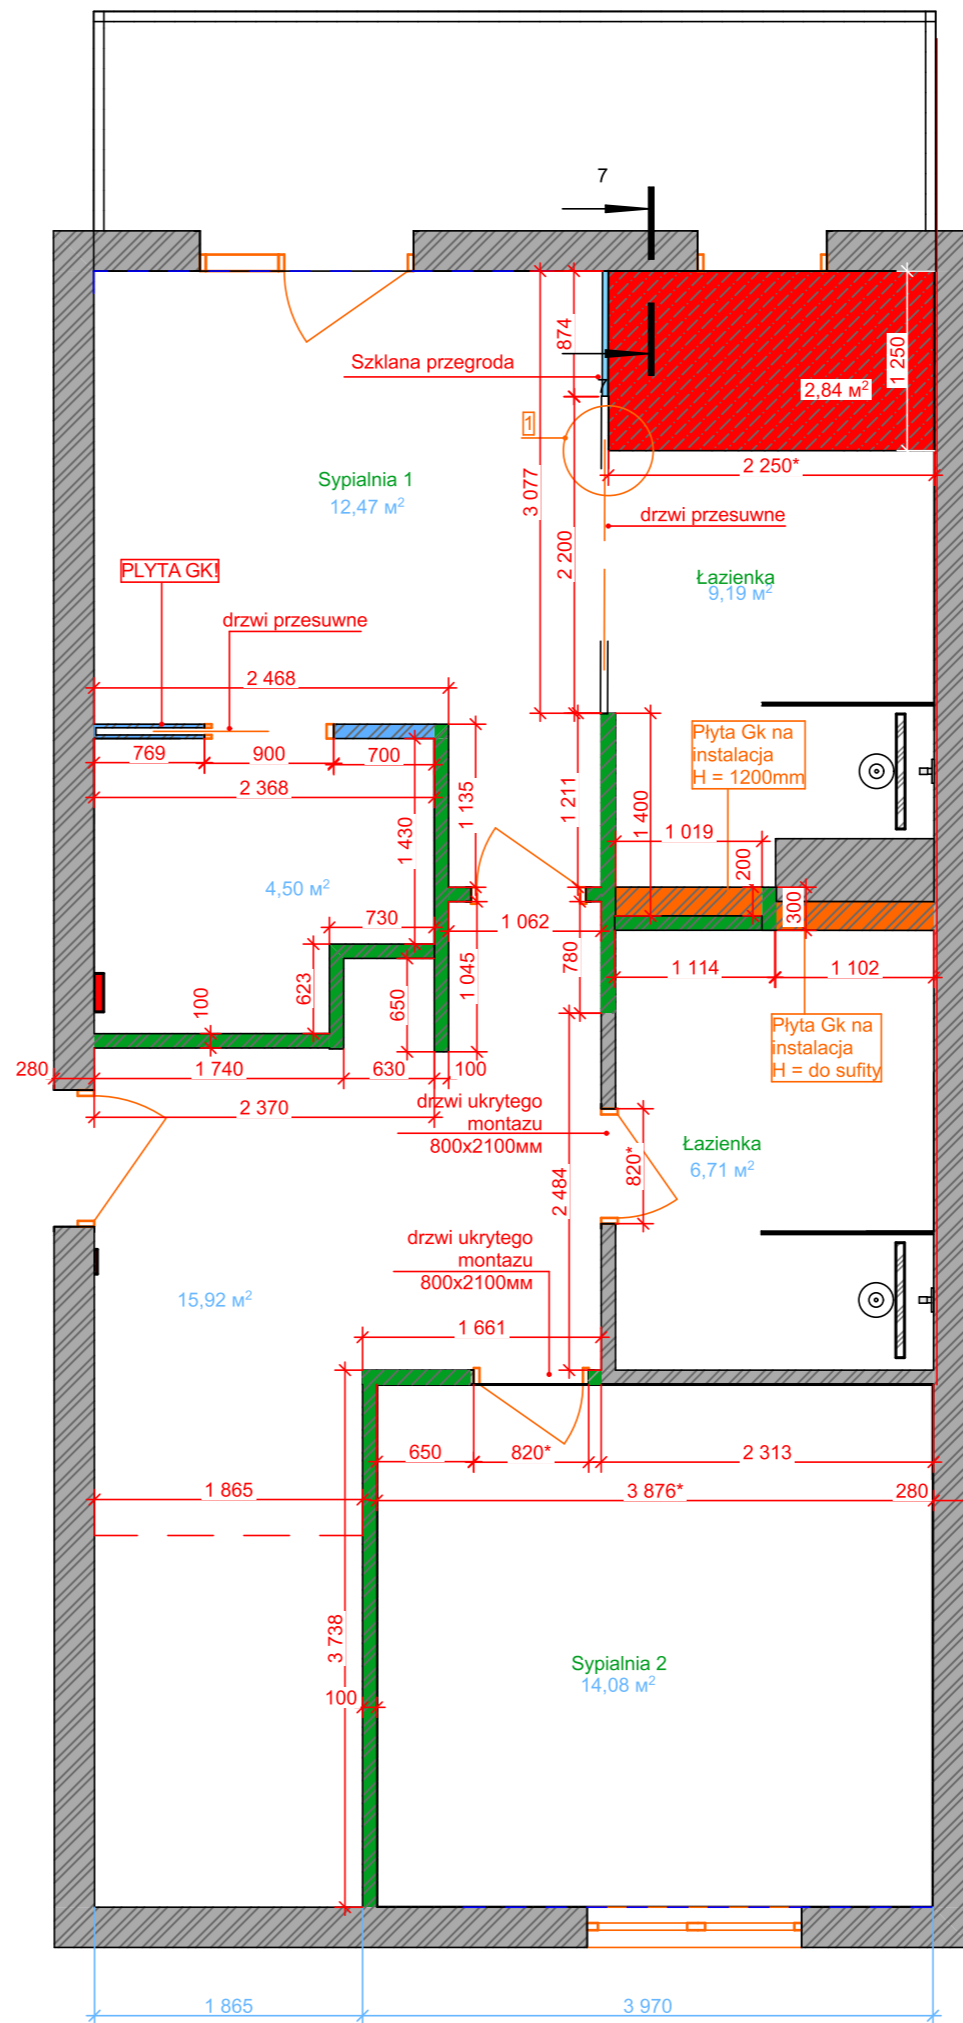 7
874
Szklana przegroda
7
2,84 м²
1 250
1
2 250*
Sypialnia 1
12,47 м²
3 077
drzwi przesuwne
2 200
PLYTA GK!
Łazienka
9,19 м²
drzwi przesuwne
2 468
769
900
700
2 368
1 135
1 430
1 211
1 400
Płyta Gk na
instalacja
H = 1200mm
1 019
200
300
4,50 м²
730
1 062
780
1 045
650
623
100
1 114
1 102
Płyta Gk na
instalacja
H = do sufity
280
1 740
630
100
2 370
drzwi ukrytego
montazu
800x2100мм
820*
Łazienka
6,71 м²
2 484
drzwi ukrytego
montazu
800x2100мм
15,92 м²
1 661
650
820*
2 313
1 865
3 876*
280
3 738
100
Sypialnia 2
14,08 м²
1 865
3 970